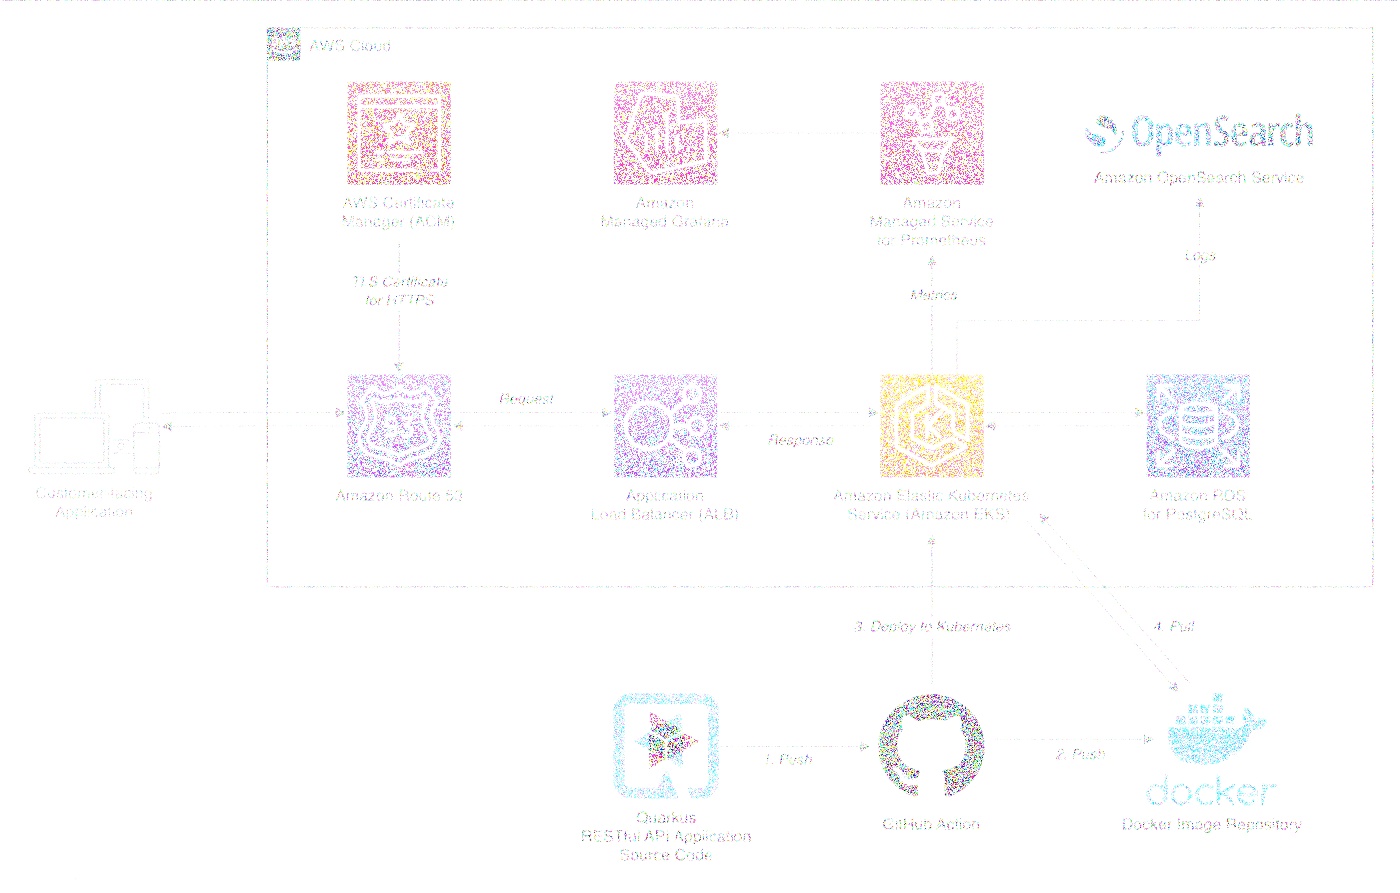 AWS Cloud
OpenSearch
Amazon OpenSearch Service
AWS Certificate
Manager (ACM)
Amazon
Managed Grafana
Amazon
Managed Service
for Prometheus
Logs
TLS Certificate
for HTTPS
Metrics
Request
Response
Customer-facing
Application
Amazon Route 53
Application
Load Balancer (ALB)
Amazon Elastic Kubernetes
Service (Amazon EKS)
Amazon RDS
for PostgreSQL
3. Deploy to Kubernetes
4. Pull
1. Push
2. Push
docker
Quarkus
RESTful API Application
Source Code
GitHub Action
Docker Image Repository